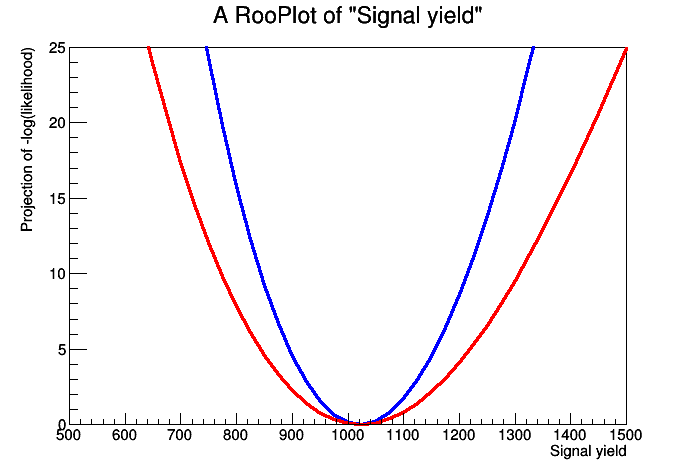 A RooPlot of "Signal yield"
Projection of -log(likelihood)
25
20
15
10
5
0
500 600 700 800 900 1000 1100 1200 1300 1400 1500
Signal yield